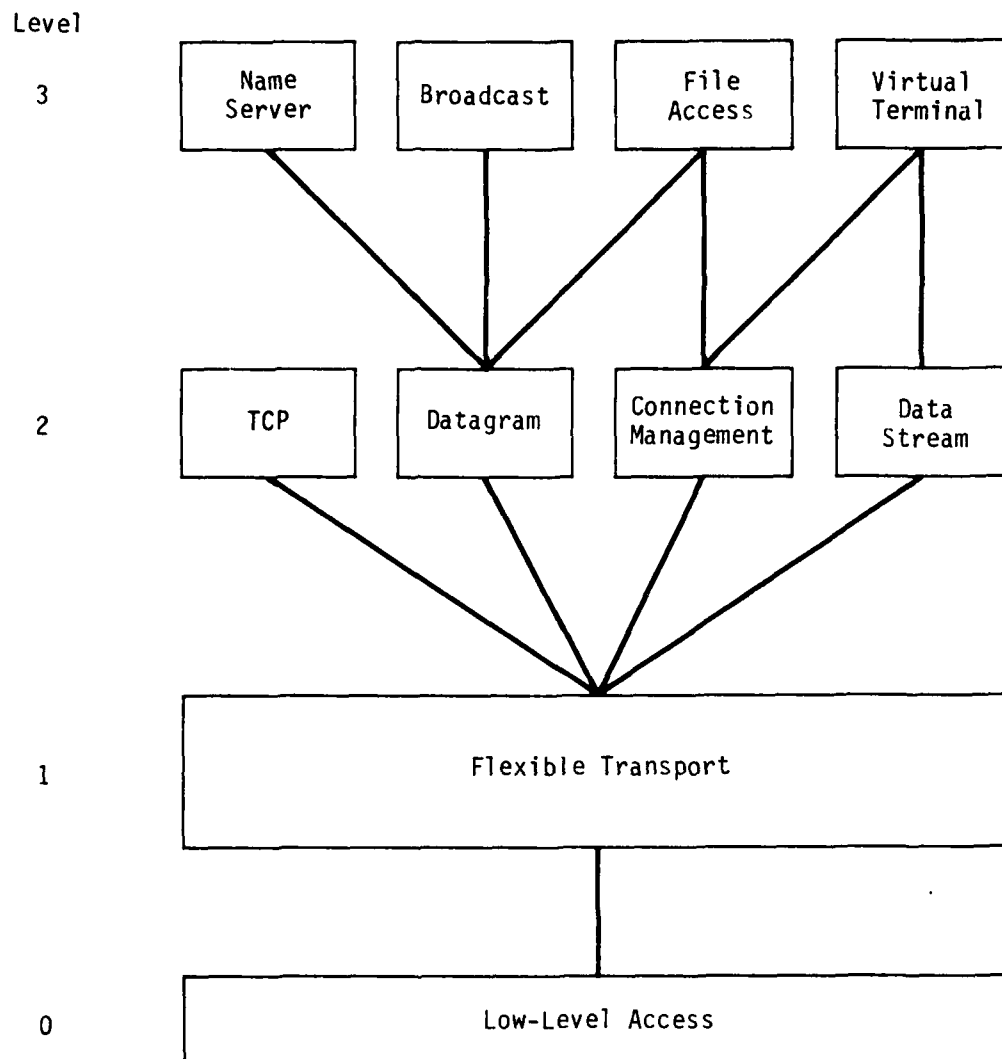 Level
3
Name
Server
Broadcast
File
Access
Virtual
Terminal
2
TCP
Datagram
Connection
Management
Data
Stream
1
Flexible Transport
0
Low-Level Access